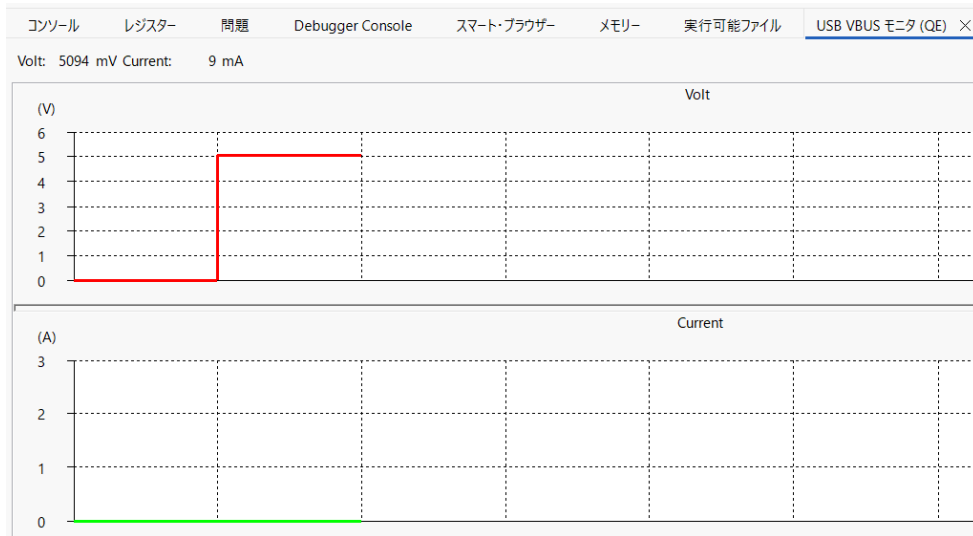 コンソール レジスター 問題 Debugger Console スマート・ブラウザー メモリー 実行可能ファイル USB VBUS モニタ (QE) ×
Volt: 5094 mV Current: 9 mA
Volt
(V)
6
5
4
3
2
1
0
Current
(A)
3
2
1
0